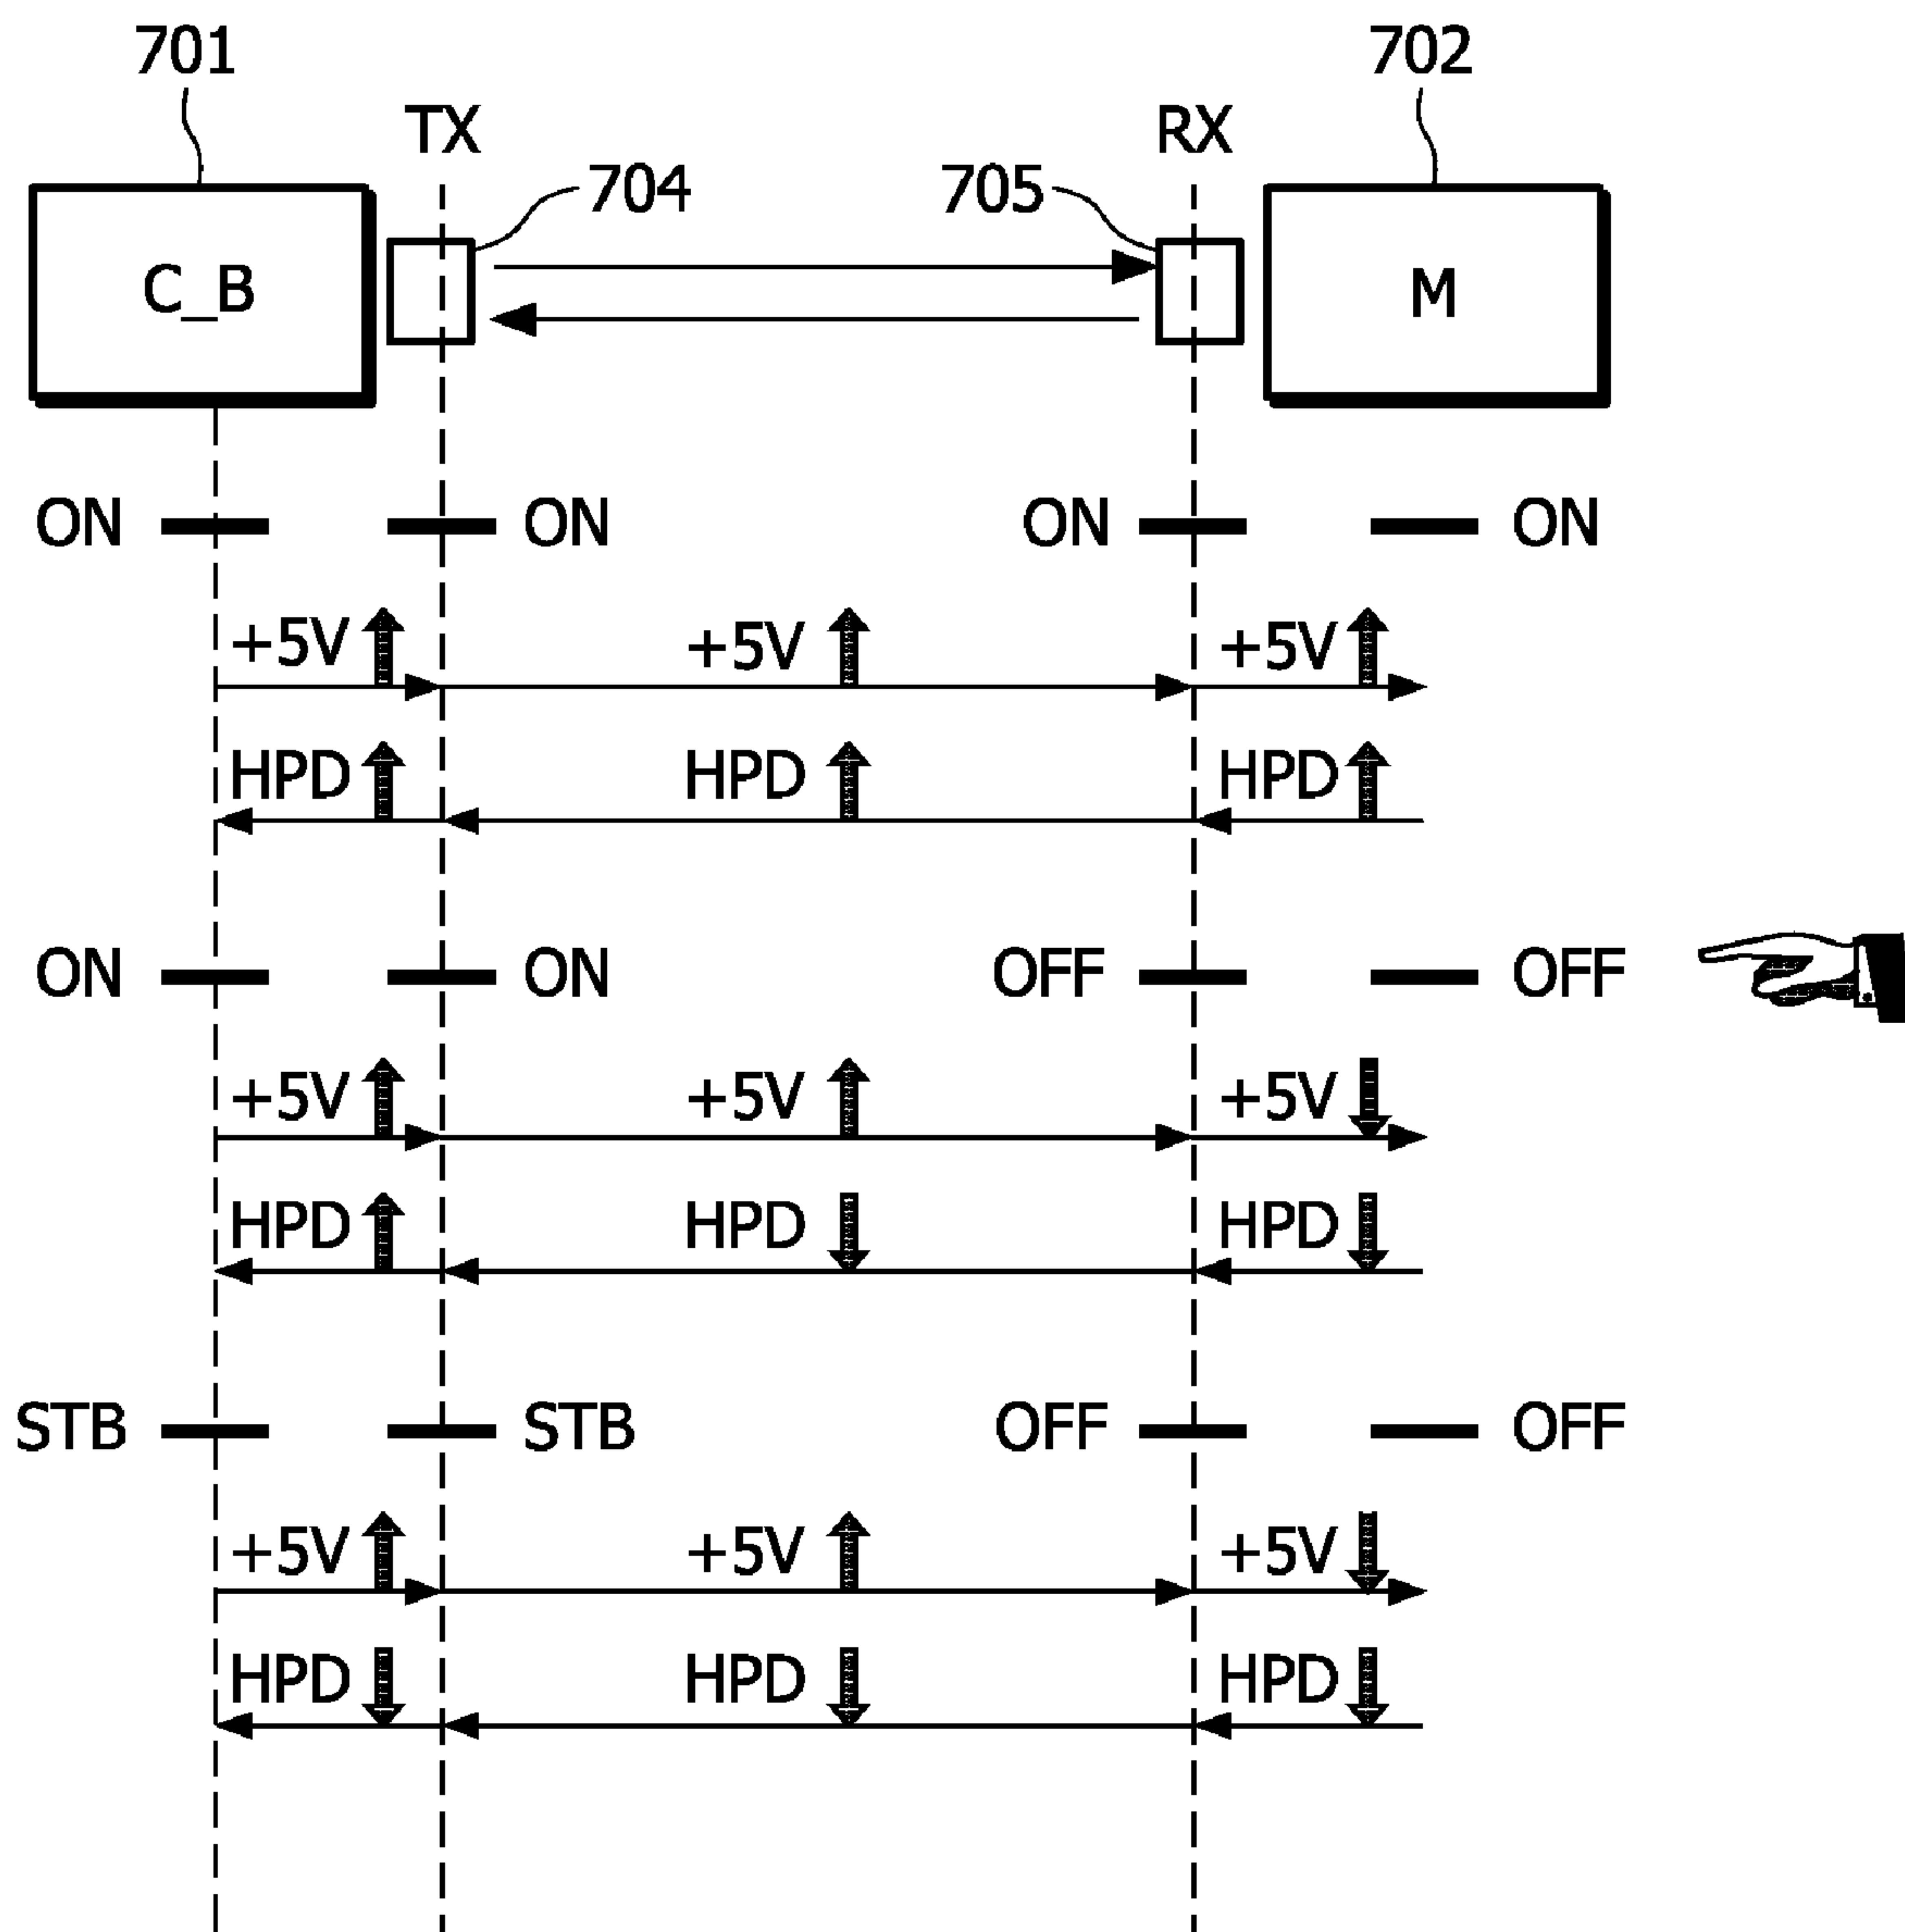 701 702
TX RX
704 705
C_B M
ON ON ON ON
+5V +5V +5V
HPD HPD HPD
ON ON OFF OFF
+5V +5V +5V
HPD HPD HPD
STB STB OFF OFF
+5V +5V +5V
HPD HPD HPD